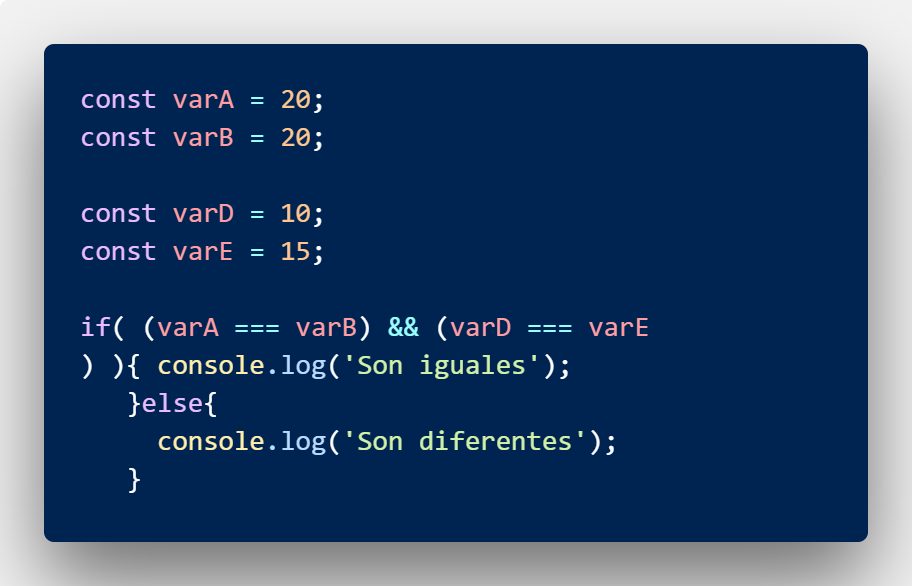 const varA = 20;
const varB = 20;
const varD = 10;
const varE = 15;
if( (varA === varB) && (varD === varE
) ){ console.log('Son iguales');
}else{
console.log('Son diferentes');
}